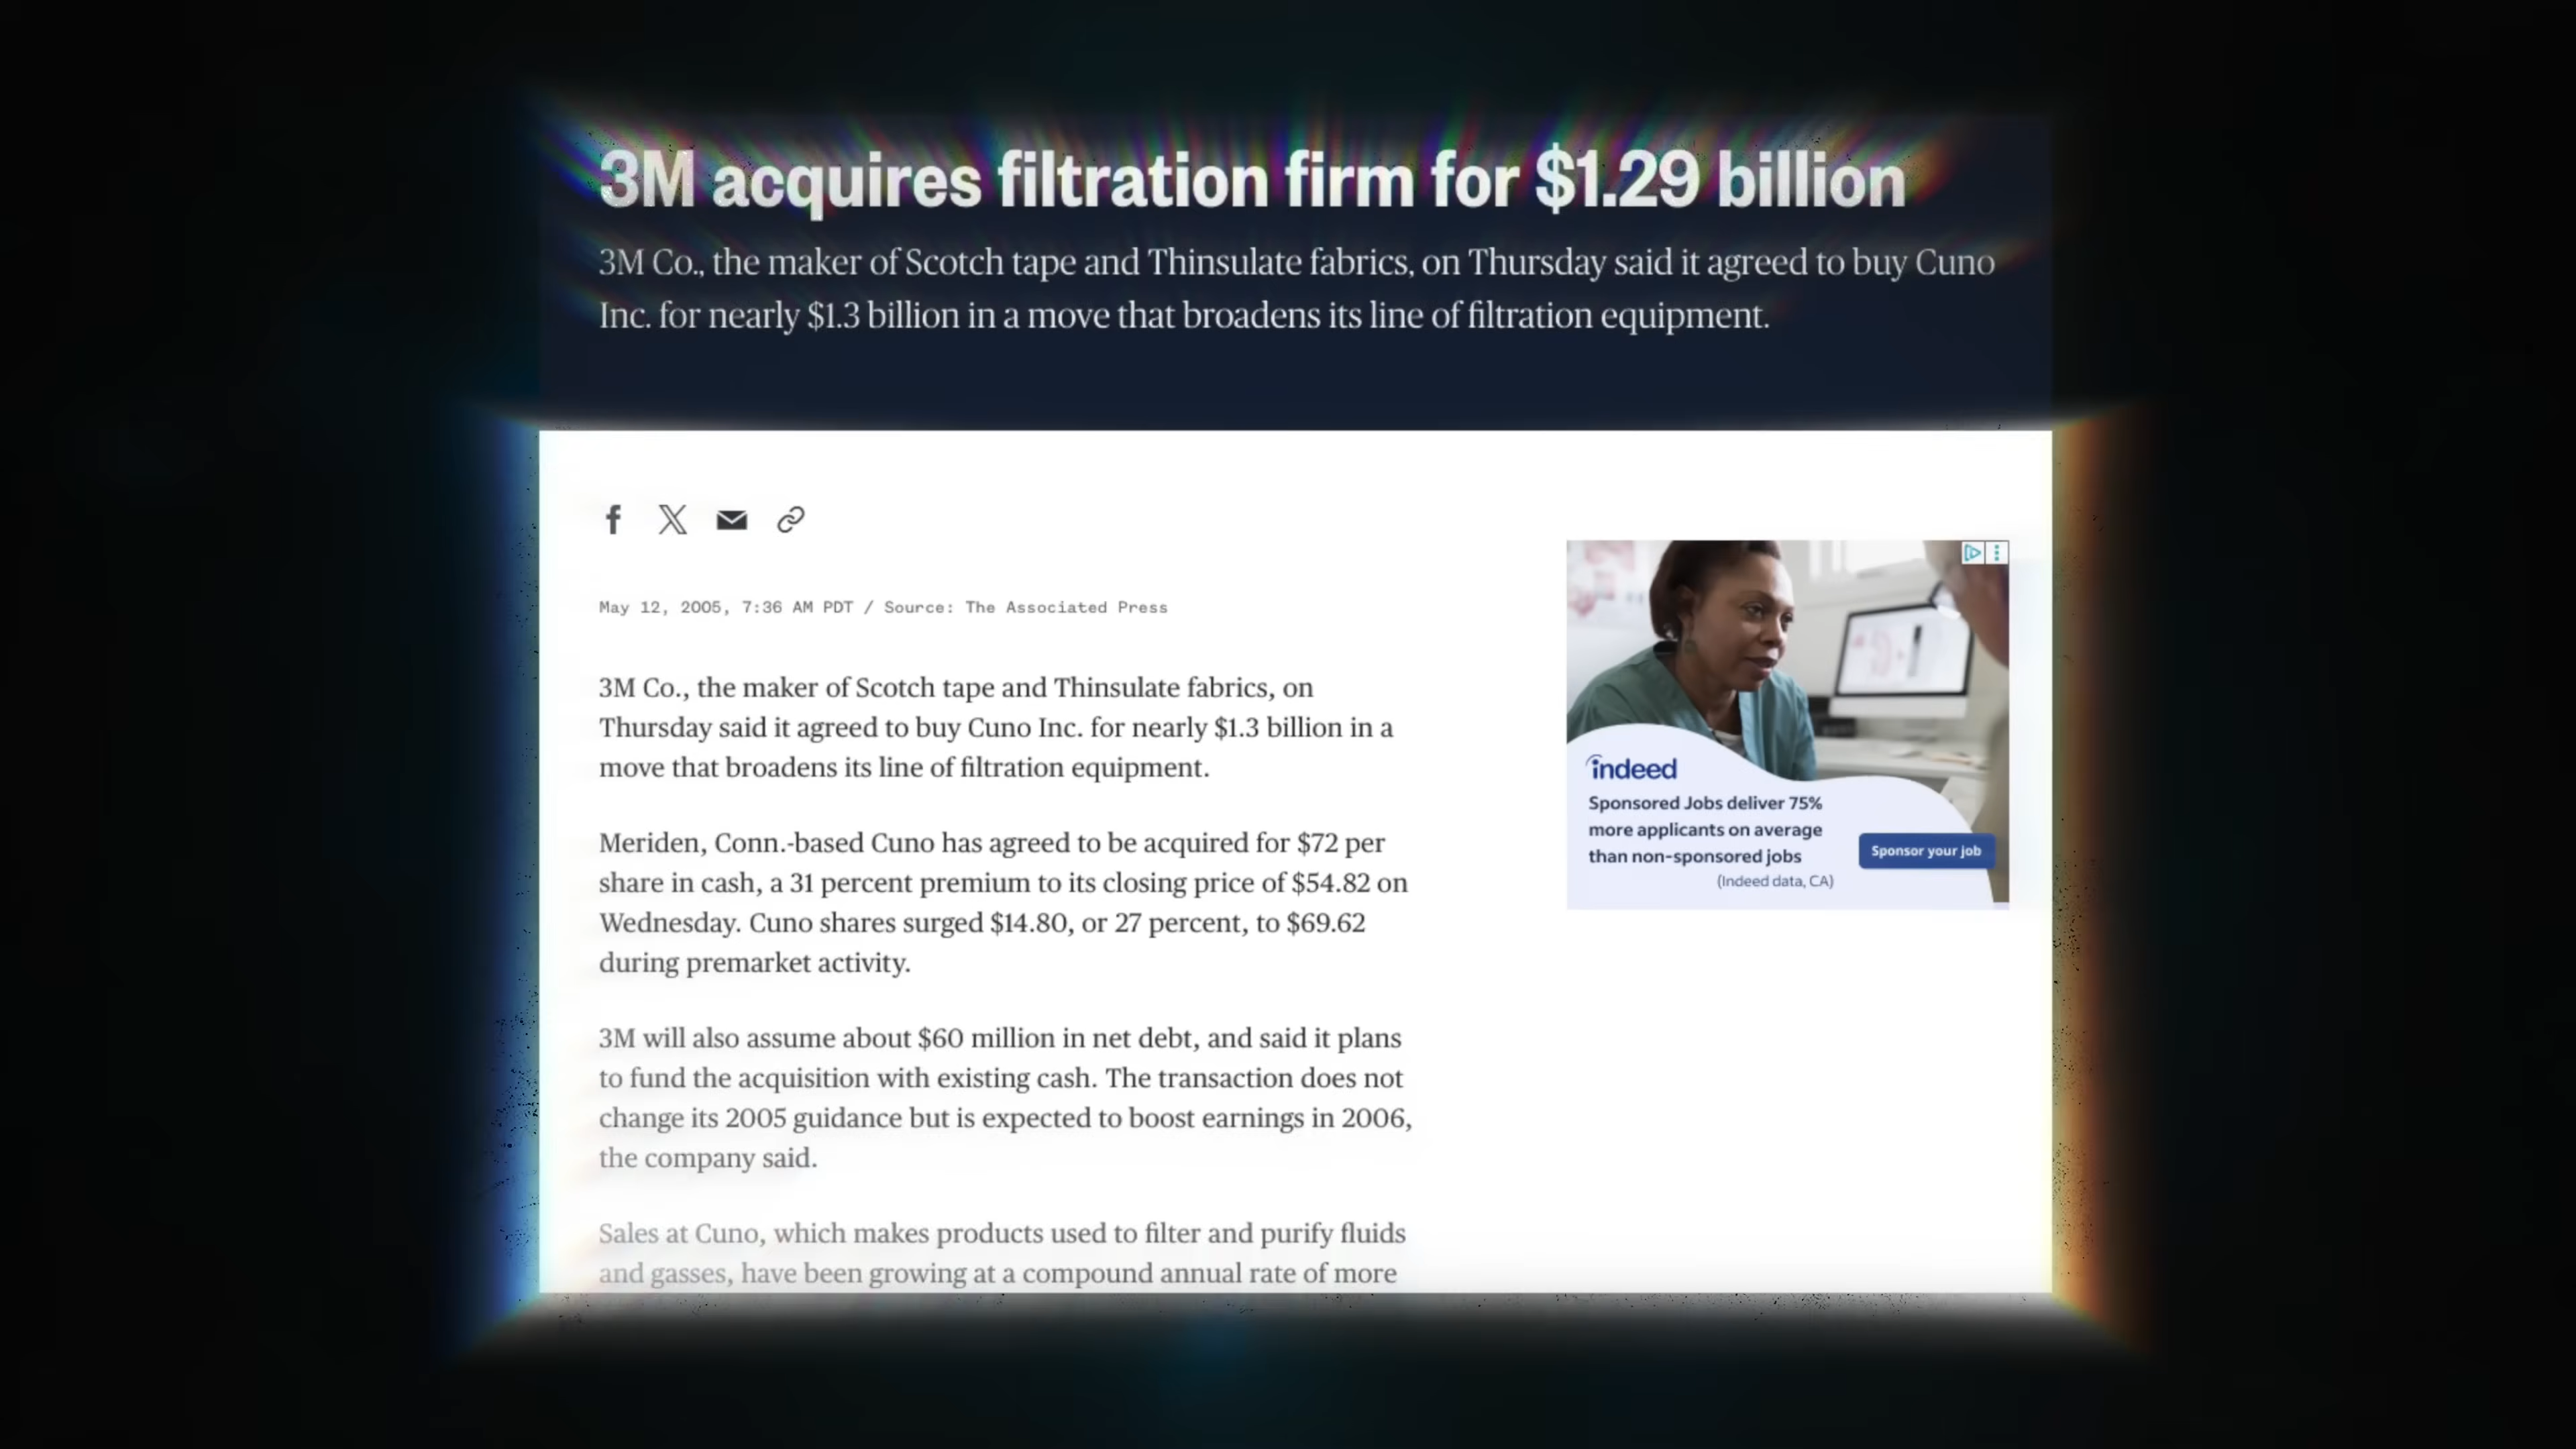 3M acquires filtration firm for $1.29 billion
3M Co., the maker of Scotch tape and Thinsulate fabrics, on Thursday said it agreed to buy Cuno
Inc. for nearly $1.3 billion in a move that broadens its line of filtration equipment.
May 12, 2005, 7:36 AM PDT / Source: The Associated Press
3M Co., the maker of Scotch tape and Thinsulate fabrics, on
Thursday said it agreed to buy Cuno Inc. for nearly $1.3 billion in a
move that broadens its line of filtration equipment.
Meriden, Conn.-based Cuno has agreed to be acquired for $72 per
share in cash, a 31 percent premium to its closing price of $54.82 on
Wednesday. Cuno shares surged $14.80, or 27 percent, to $69.62
during premarket activity.
3M will also assume about $60 million in net debt, and said it plans
to fund the acquisition with existing cash. The transaction does not
change its 2005 guidance but is expected to boost earnings in 2006,
the company said.
Sales at Cuno, which makes products used to filter and purify fluids
and gasses, have been growing at a compound annual rate of more
indeed
Sponsored Jobs deliver 75%
more applicants on average
than non-sponsored jobs
(Indeed data, CA)
Sponsor your job